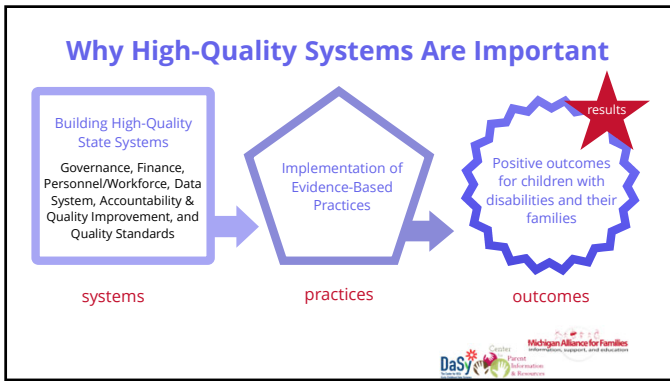 Why High-Quality Systems Are Important
Building High-Quality
State Systems
Governance, Finance,
Personnel/Workforce, Data
System, Accountability &
Quality Improvement, and
Quality Standards
Implementation of
Evidence-Based
Practices
results
Positive outcomes
for children with
disabilities and their
families
systems
practices
outcomes
DaSy
Center
Parent
Information
& Resources
Michigan Alliance for Families
information, support, and education